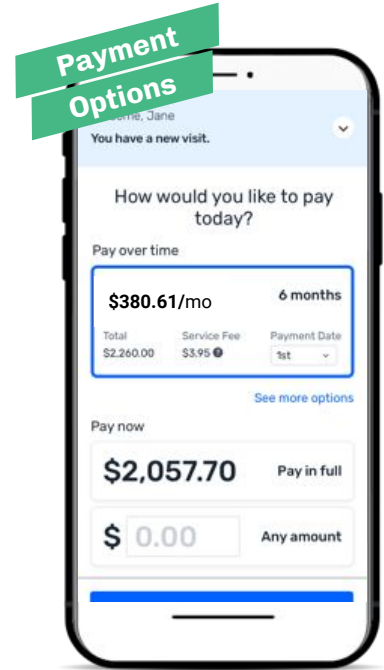 Payment
Options
Jane
You have a new visit.
How would you like to pay
today?
Pay over time
$380.61/mo
6 months
Total
Service Fee
Payment Date
$2,260.00
$3.95
1st
See more options
Pay now
$2,057.70
Pay in full
$ 0.00
Any amount